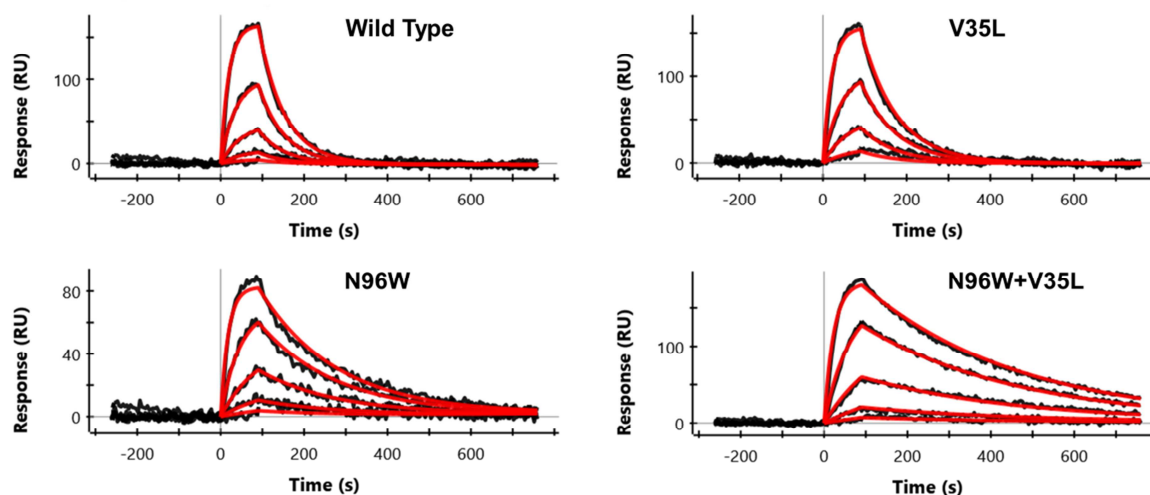 Wild Type
Response (RU)
100
0
-200 0 200 400 600
Time (s)
V35L
Response (RU)
100
0
-200 0 200 400 600
Time (s)
N96W
Response (RU)
80
40
0
-200 0 200 400 600
Time (s)
N96W+V35L
Response (RU)
100
0
-200 0 200 400 600
Time (s)